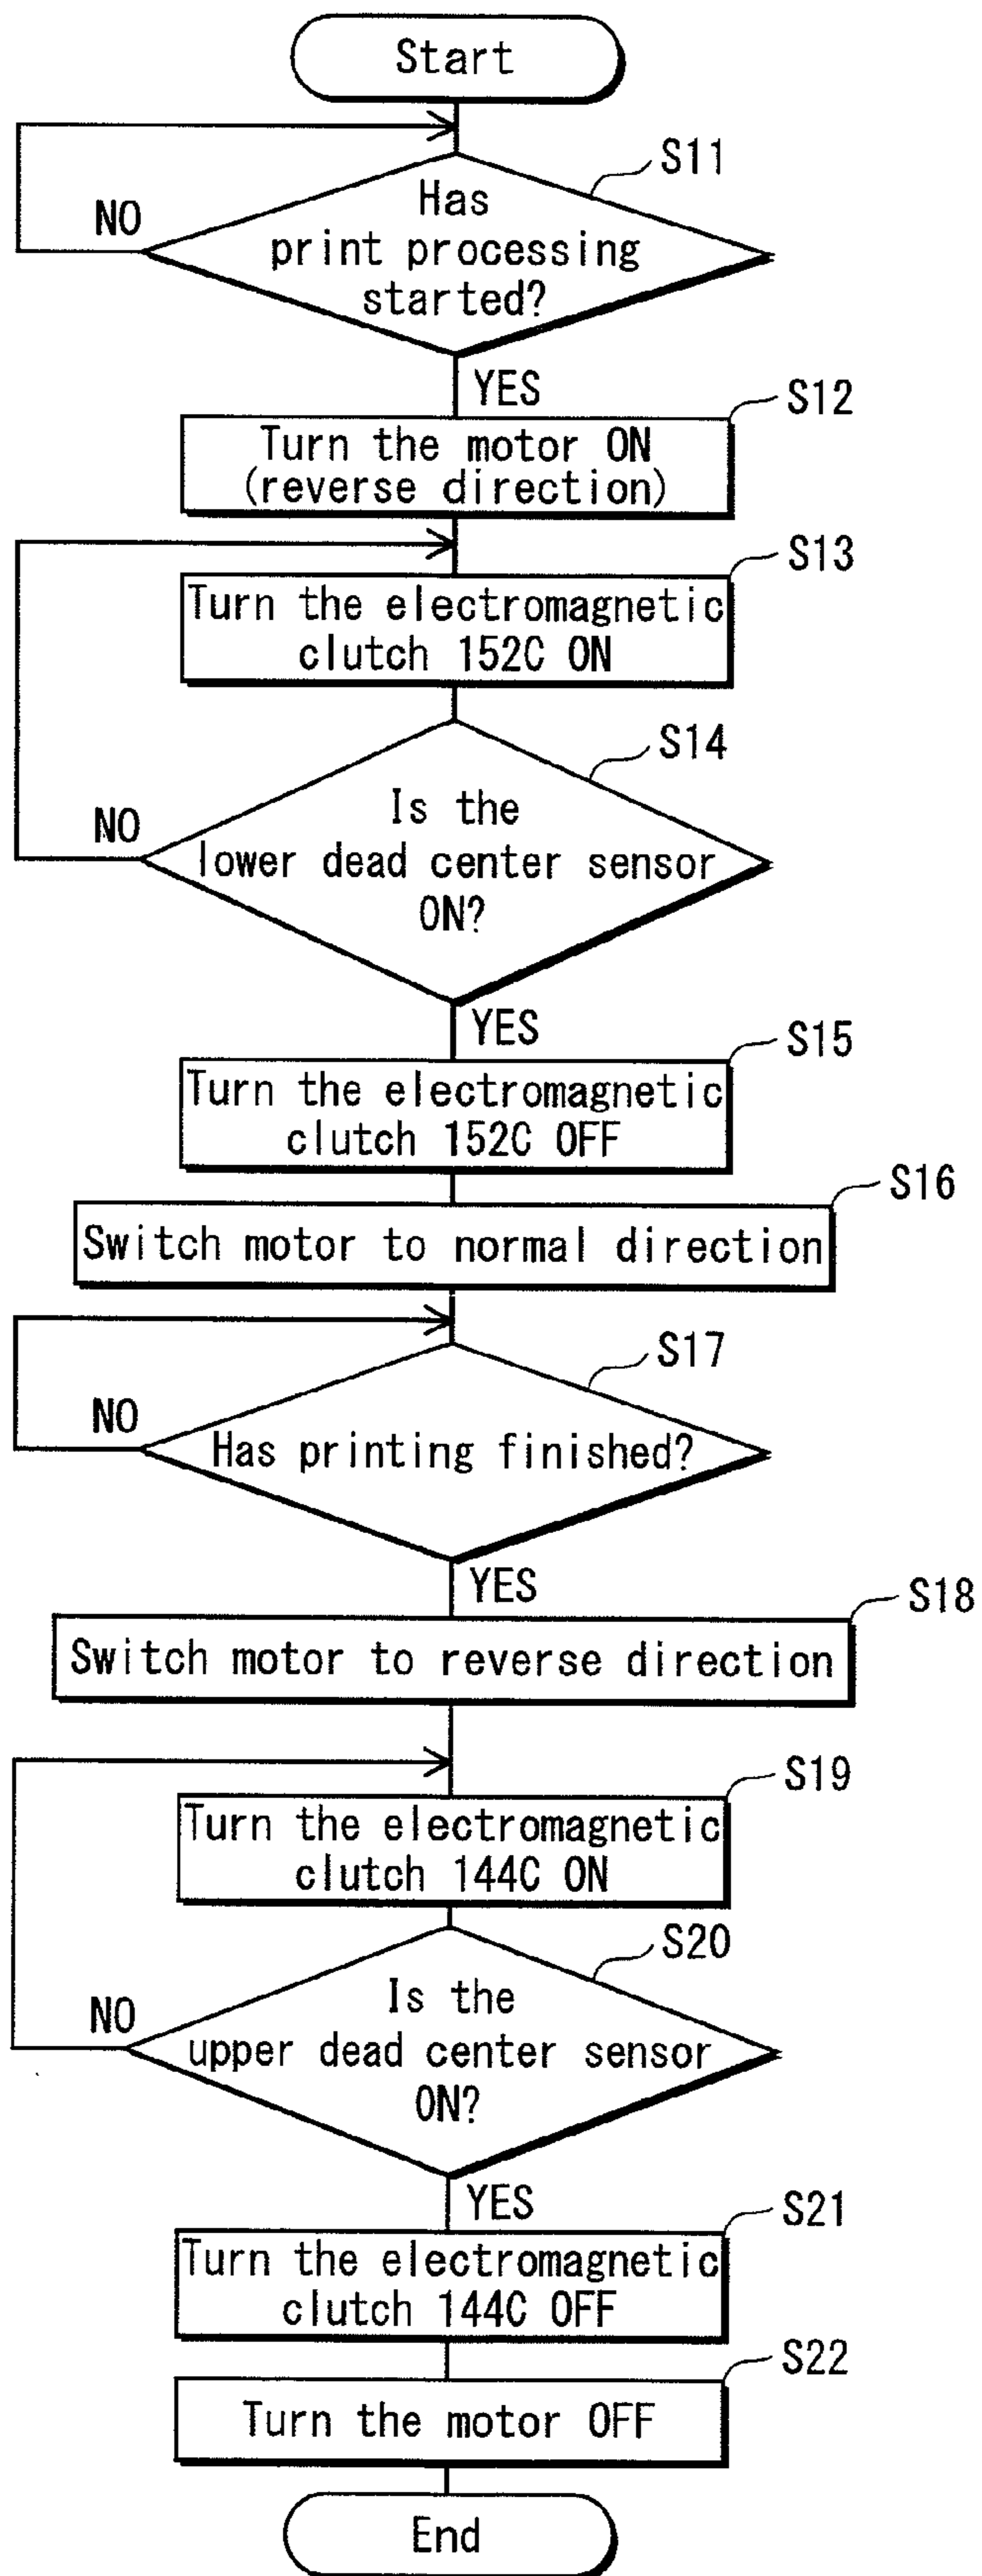 Start
S11
Has
print processing
started?
NO
YES
S12
Turn the motor ON
(reverse direction)
S13
Turn the electromagnetic
clutch 152C ON
S14
Is the
lower dead center sensor
ON?
NO
YES
S15
Turn the electromagnetic
clutch 152C OFF
S16
Switch motor to normal direction
S17
Has printing finished?
NO
YES
S18
Switch motor to reverse direction
S19
Turn the electromagnetic
clutch 144C ON
S20
Is the
upper dead center sensor
ON?
NO
YES
S21
Turn the electromagnetic
clutch 144C OFF
S22
Turn the motor OFF
End